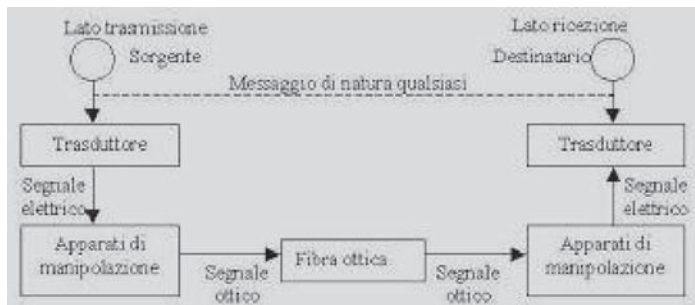 Lato trasmissione
Lato ricezione
Sorgente
Destinatario
Messaggio di natura qualsiasi
Trasduttore
Trasduttore
Segnale
elettrico
Segnale
elettrico
Apparati di
manipolazione
Segnale
ottico
Fibra ottica
Segnale
ottico
Apparati di
manipolazione